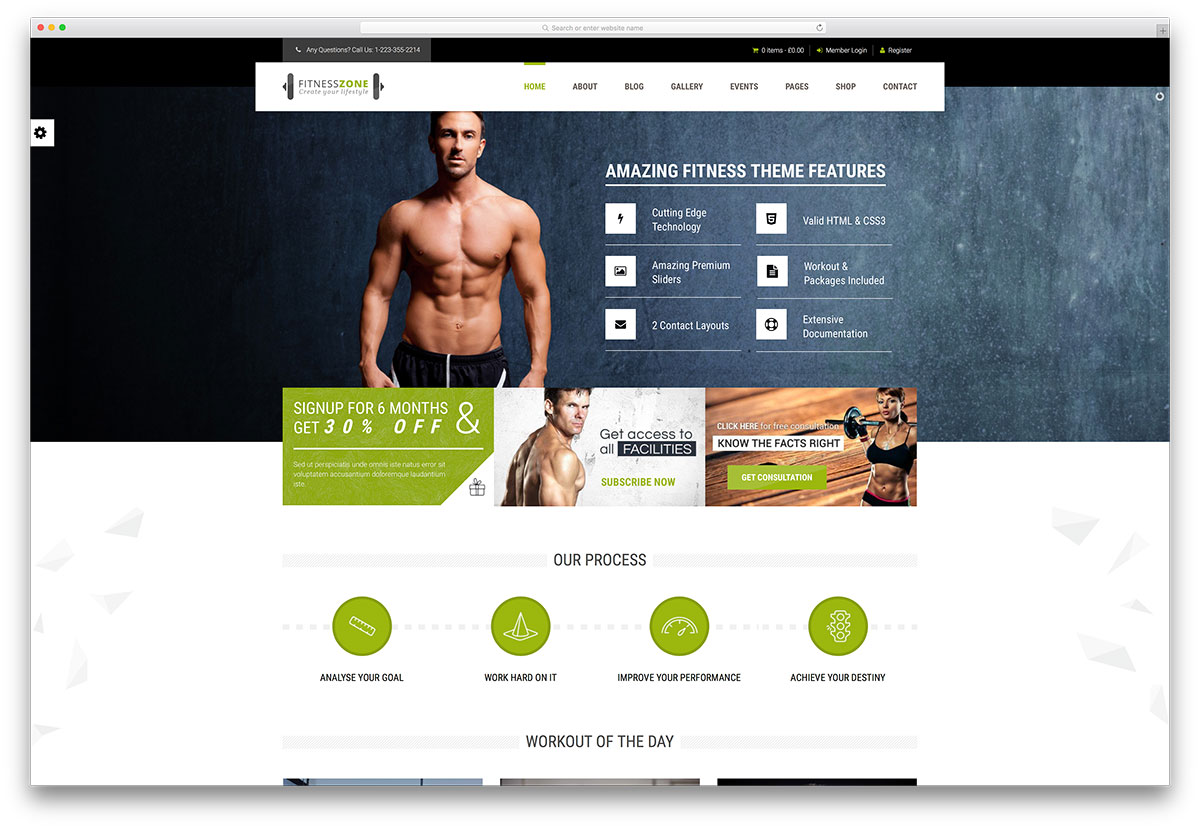 Search or enter website name
Any Questions? Call Us: 1-223-355-2214
0 items - £0.00
Member Login
Register
FITNESSZONE
Create your lifestyle
HOME
ABOUT
BLOG
GALLERY
EVENTS
PAGES
SHOP
CONTACT
AMAZING FITNESS THEME FEATURES
Cutting Edge
Technology
Valid HTML & CSS3
Amazing Premium
Sliders
Workout &
Packages Included
2 Contact Layouts
Extensive
Documentation
SIGNUP FOR 6 MONTHS
&
GET 30% OFF
Sed ut perspiciatis unde omnis iste natus error sit
voluptatem accusantium doloremque laudantium
iste.
Get access to
all FACILITIES
SUBSCRIBE NOW
CLICK HERE for free consultation
KNOW THE FACTS RIGHT
GET CONSULTATION
OUR PROCESS
ANALYSE YOUR GOAL
WORK HARD ON IT
IMPROVE YOUR PERFORMANCE
ACHIEVE YOUR DESTINY
WORKOUT OF THE DAY